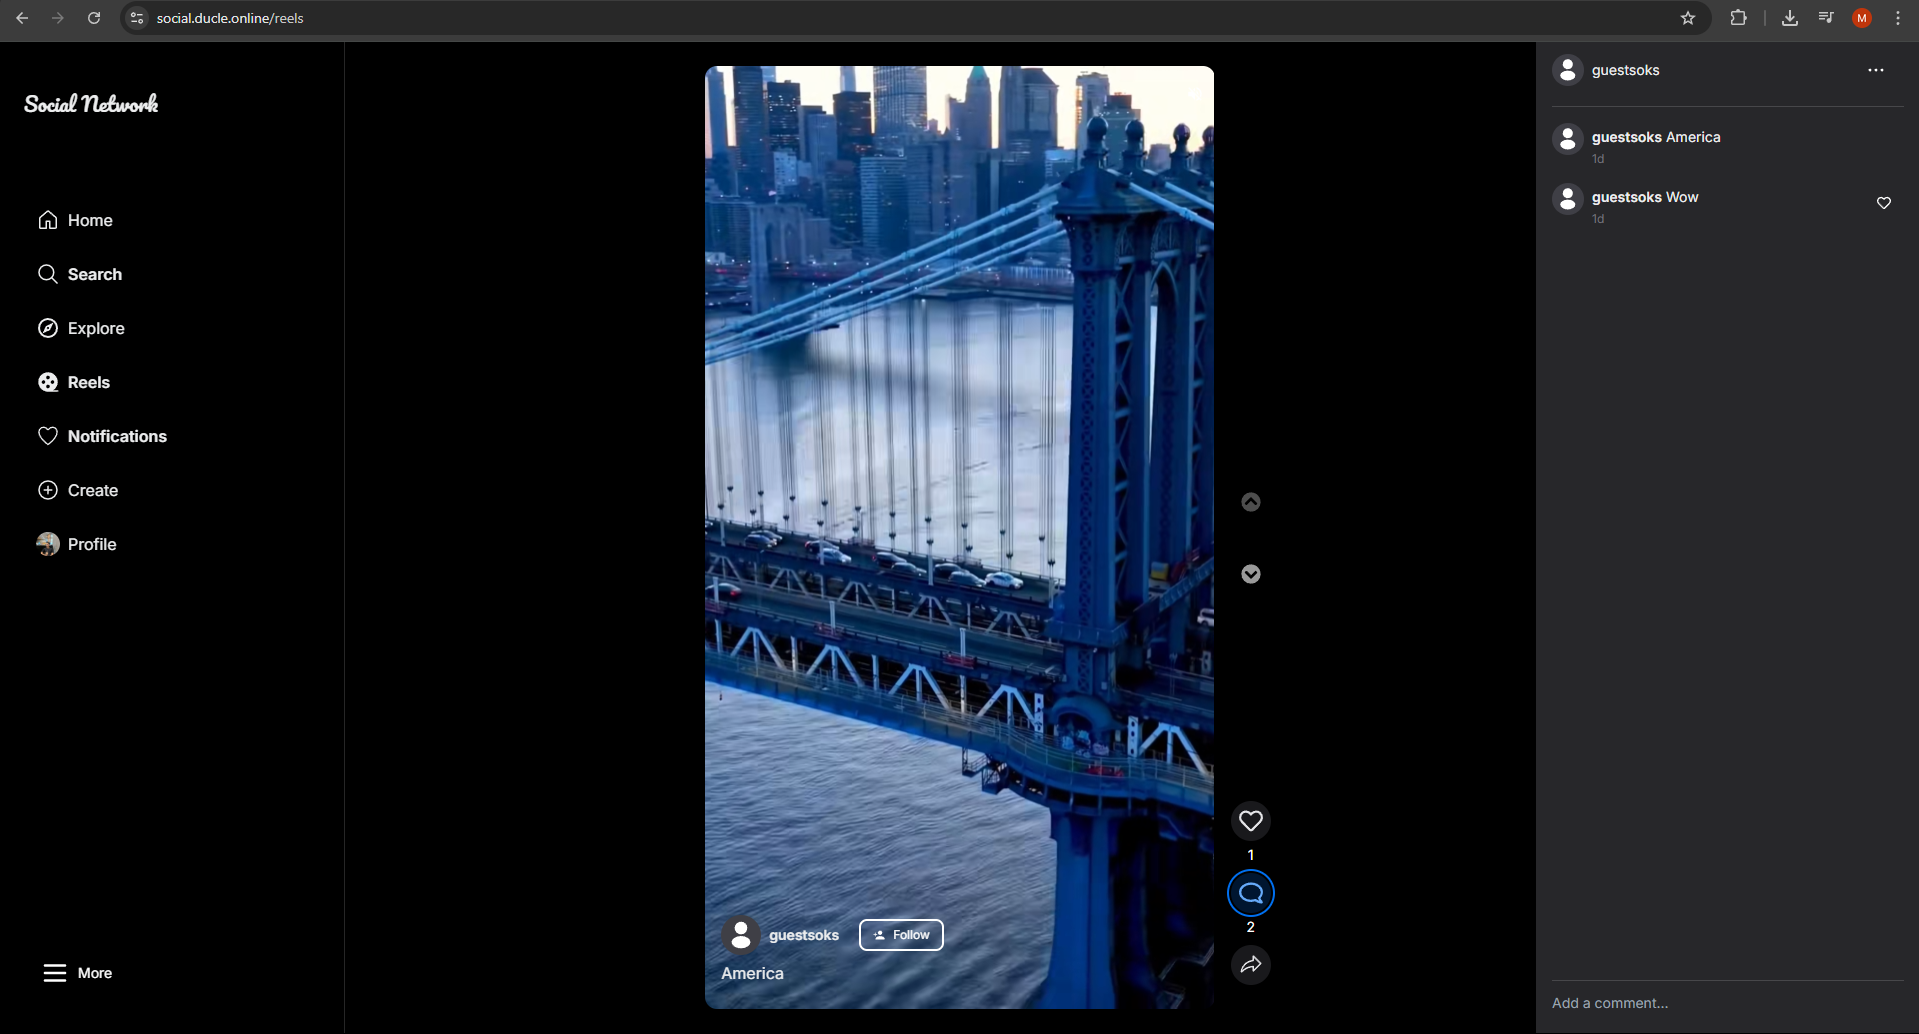 social.ducle.online/reels
M
Social Network
Home
Search
Explore
Reels
Notifications
Create
Profile
More
guestsoks
Follow
America
1
2
guestsoks
guestsoks America
1d
guestsoks Wow
1d
Add a comment...